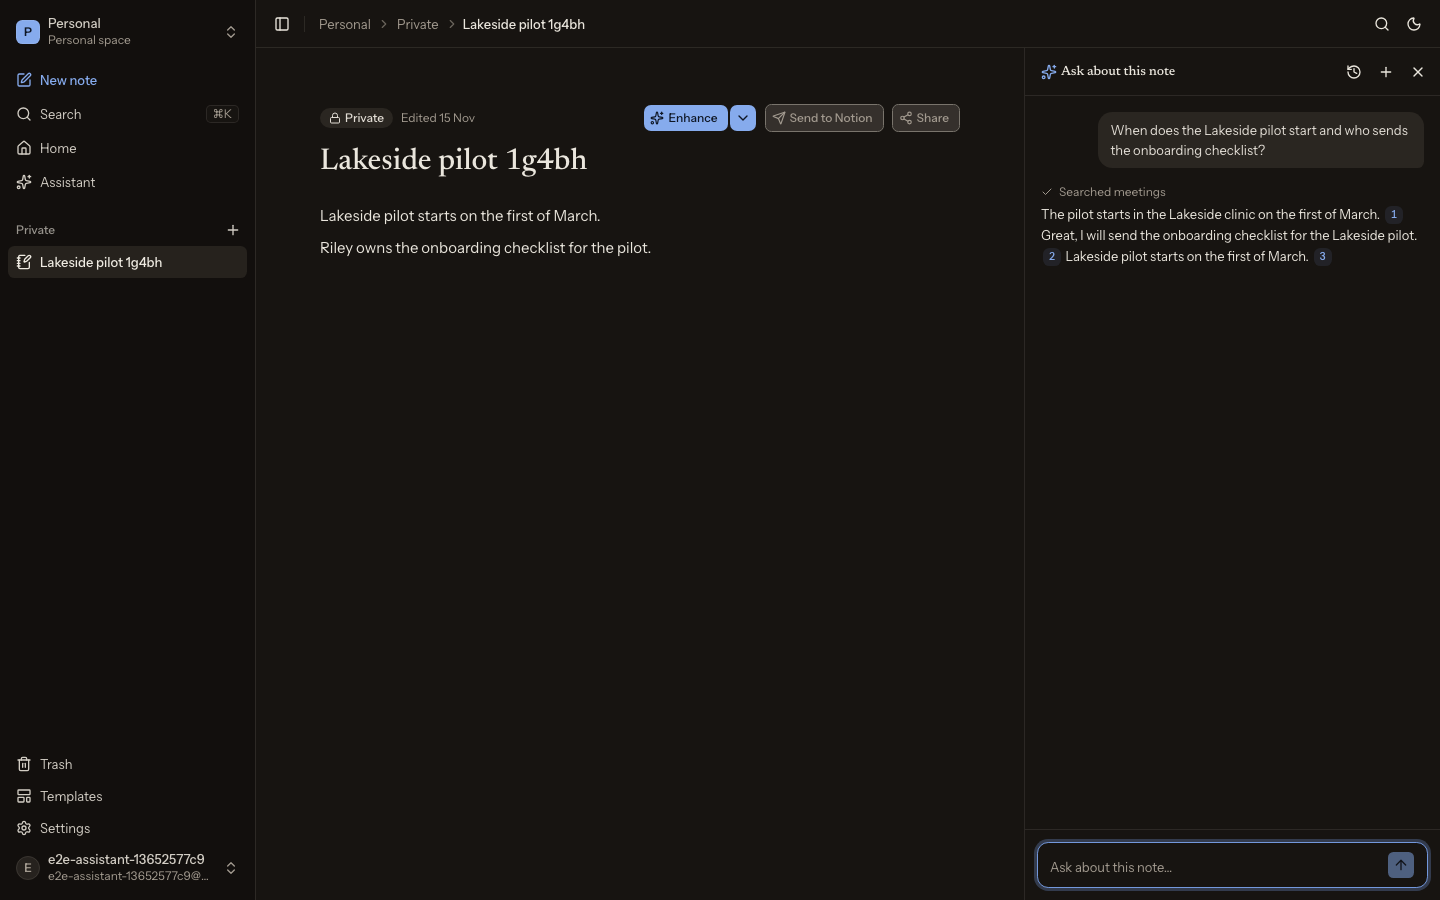 P
Personal
Personal space
New note
Search ⌘K
Home
Assistant
Private
Lakeside pilot 1g4bh
Trash
Templates
Settings
E
e2e-assistant-13652577c9
e2e-assistant-13652577c9@...
Personal > Private > Lakeside pilot 1g4bh
Private Edited 15 Nov
Enhance
Send to Notion
Share
Lakeside pilot 1g4bh
Lakeside pilot starts on the first of March.
Riley owns the onboarding checklist for the pilot.
Ask about this note
When does the Lakeside pilot start and who sends
the onboarding checklist?
Searched meetings
The pilot starts in the Lakeside clinic on the first of March. 1
Great, I will send the onboarding checklist for the Lakeside pilot.
2 Lakeside pilot starts on the first of March. 3
Ask about this note...